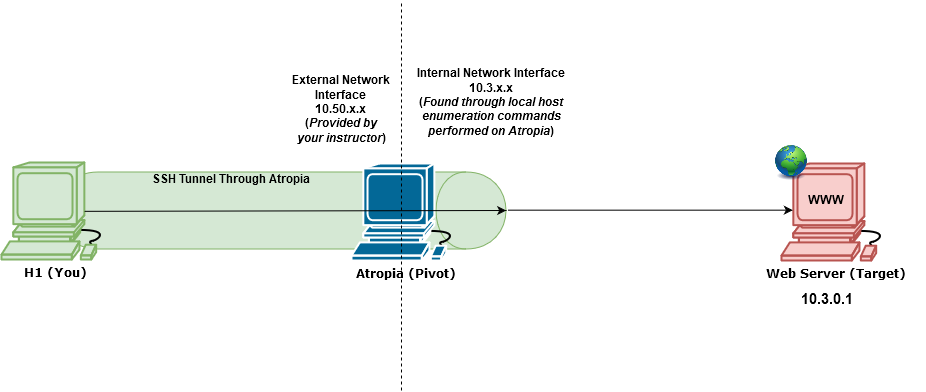 External Network
Interface
10.50.x.x
(Provided by
your instructor)
Internal Network Interface
10.3.x.x
(Found through local host
enumeration commands
performed on Atropia)
SSH Tunnel Through Atropia
WWW
H1 (You)
Atropia (Pivot)
Web Server (Target)
10.3.0.1